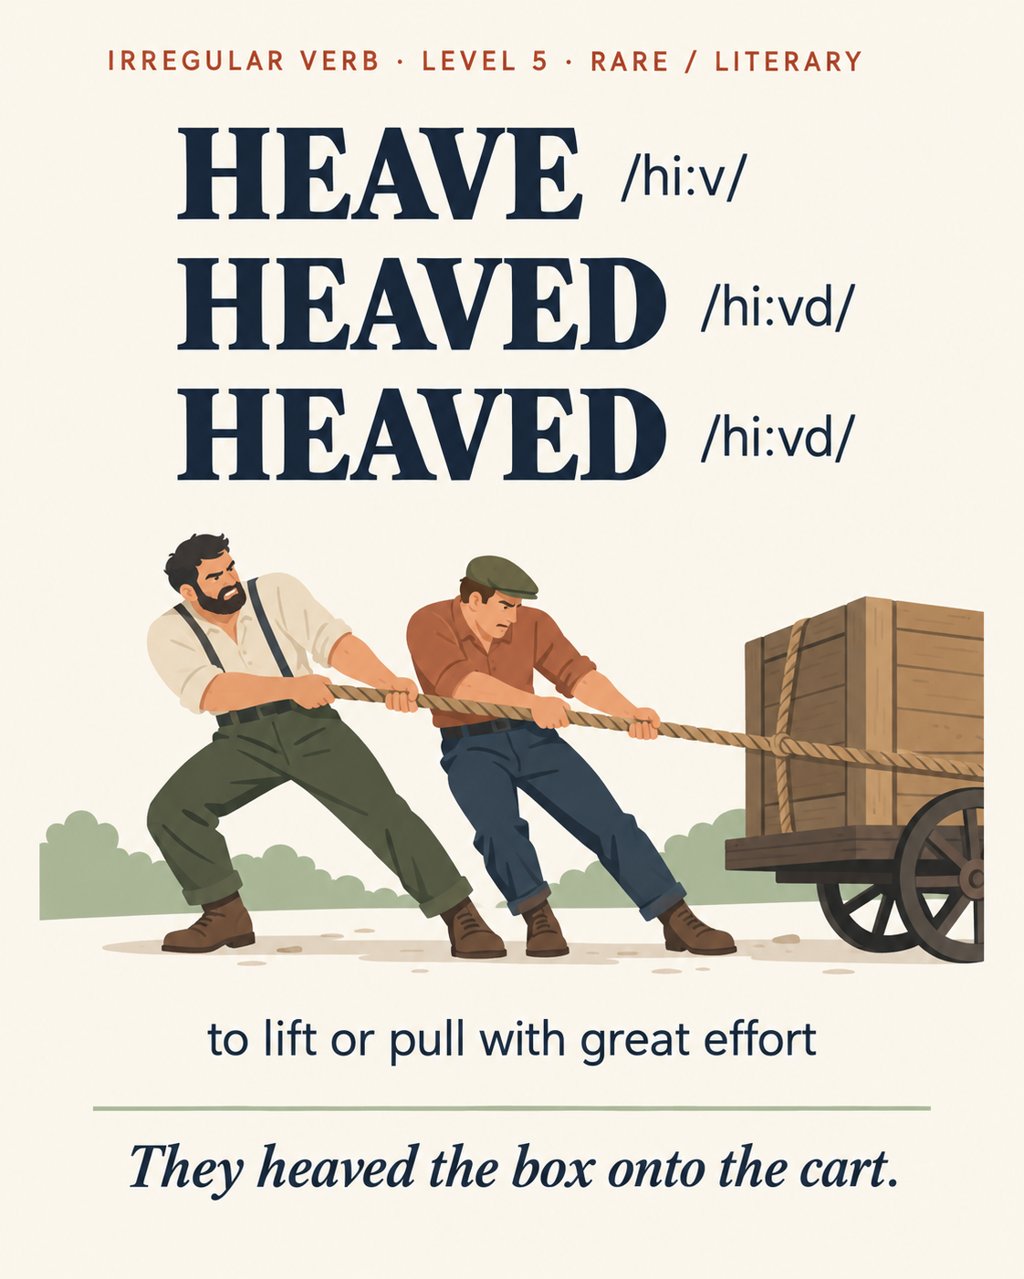 IRREGULAR VERB · LEVEL 5 · RARE / LITERARY
HEAVE /hi:v/
HEAVED /hi:vd/
HEAVED /hi:vd/
to lift or pull with great effort
They heaved the box onto the cart.